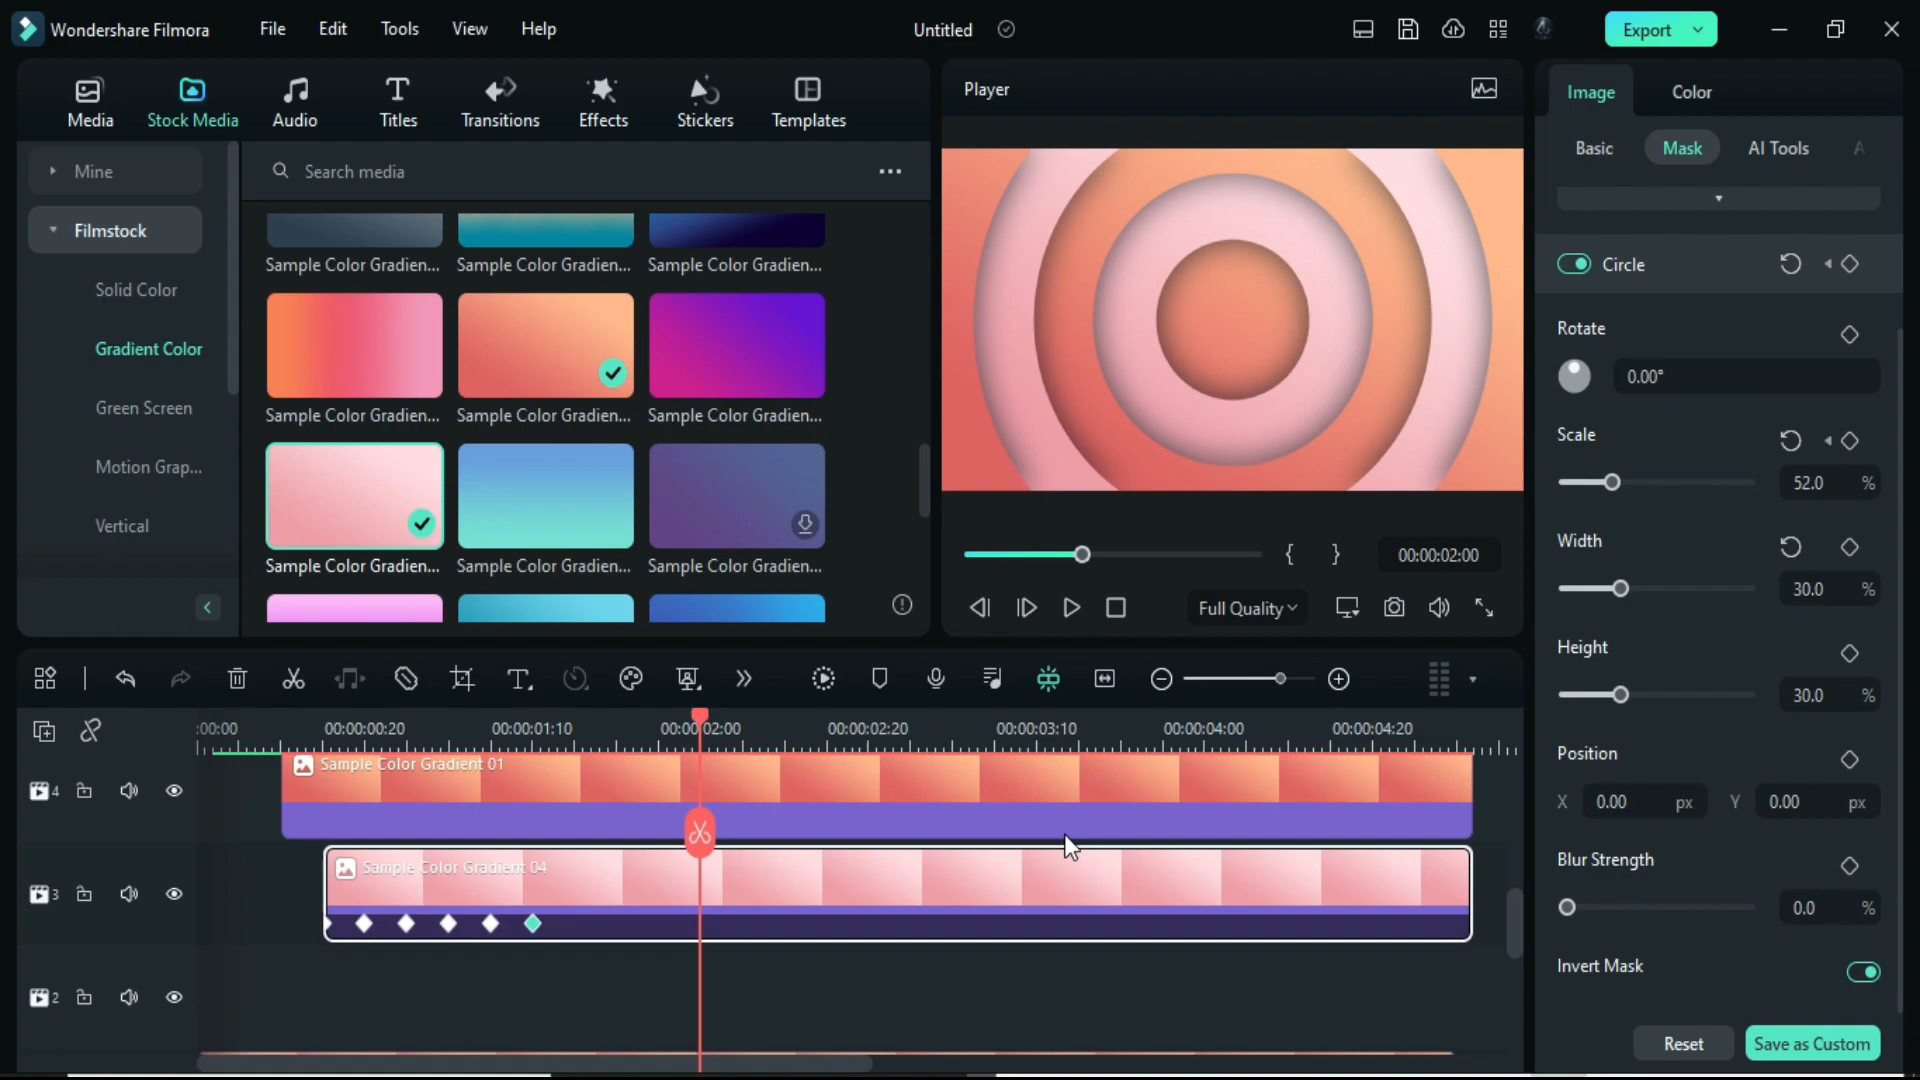 Wondershare Filmora
File
Edit
Tools
View
Help
Untitled
Export
Media
Stock Media
Audio
Titles
Transitions
Effects
Stickers
Templates
Player
Image
Color
Basic
Mask
AI Tools
A
Mine
Search media
Filmstock
Solid Color
Gradient Color
Green Screen
Motion Grap...
Vertical
Sample Color Gradien...
Sample Color Gradien...
Sample Color Gradien...
Sample Color Gradien...
Sample Color Gradien...
Sample Color Gradien...
Sample Color Gradien...
Sample Color Gradien...
Sample Color Gradien...
{ } 00:00:02:00
Full Quality
Circle
Rotate
0.00°
Scale
52.0 %
Width
30.0 %
Height
30.0 %
Position
X 0.00 px Y 0.00 px
Blur Strength
0.0 %
Invert Mask
Reset
Save as Custom
:00:00
00:00:00:20
00:00:01:10
00:00:02:00
00:00:02:20
00:00:03:10
00:00:04:00
00:00:04:20
4
Sample Color Gradient 01
3
Sample Color Gradient 04
2